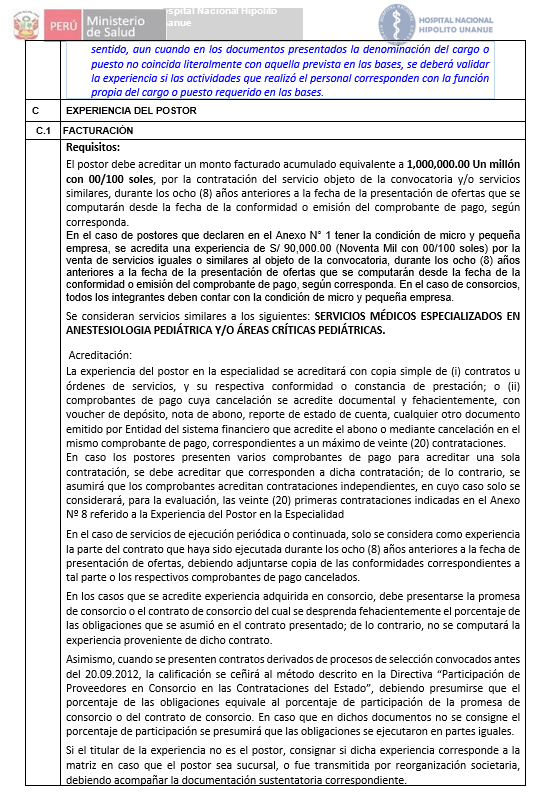 PERÚ
Ministerio
de Salud
Hospital Nacional Hipolito
Unanue
HOSPITAL NACIONAL
HIPOLITO UNANUE
sentido, aun cuando en los documentos presentados la denominación del cargo o
puesto no coincida literalmente con aquella prevista en las bases, se deberá validar
la experiencia si las actividades que realizó el personal corresponden con la función
propia del cargo o puesto requerido en las bases.
C EXPERIENCIA DEL POSTOR
C.1 FACTURACIÓN
Requisitos:
El postor debe acreditar un monto facturado acumulado equivalente a 1,000,000.00 Un millón
con 00/100 soles, por la contratación del servicio objeto de la convocatoria y/o servicios
similares, durante los ocho (8) años anteriores a la fecha de la presentación de ofertas que se
computarán desde la fecha de la conformidad o emisión del comprobante de pago, según
corresponda.
En el caso de postores que declaren en el Anexo N° 1 tener la condición de micro y pequeña
empresa, se acredita una experiencia de S/ 90,000.00 (Noventa Mil con 00/100 soles) por la
venta de servicios iguales o similares al objeto de la convocatoria, durante los ocho (8) años
anteriores a la fecha de la presentación de ofertas que se computarán desde la fecha de la
conformidad o emisión del comprobante de pago, según corresponda. En el caso de consorcios,
todos los integrantes deben contar con la condición de micro y pequeña empresa.
Se consideran servicios similares a los siguientes: SERVICIOS MÉDICOS ESPECIALIZADOS EN
ANESTESIOLOGIA PEDIÁTRICA Y/O ÁREAS CRÍTICAS PEDIÁTRICAS.
Acreditación:
La experiencia del postor en la especialidad se acreditará con copia simple de (i) contratos u
órdenes de servicios, y su respectiva conformidad o constancia de prestación; o (ii)
comprobantes de pago cuya cancelación se acredite documental y fehacientemente, con
voucher de depósito, nota de abono, reporte de estado de cuenta, cualquier otro documento
emitido por Entidad del sistema financiero que acredite el abono o mediante cancelación en el
mismo comprobante de pago, correspondientes a un máximo de veinte (20) contrataciones.
En caso los postores presenten varios comprobantes de pago para acreditar una sola
contratación, se debe acreditar que corresponden a dicha contratación; de lo contrario, se
asumirá que los comprobantes acreditan contrataciones independientes, en cuyo caso solo se
considerará, para la evaluación, las veinte (20) primeras contrataciones indicadas en el Anexo
Nº 8 referido a la Experiencia del Postor en la Especialidad
En el caso de servicios de ejecución periódica o continuada, solo se considera como experiencia
la parte del contrato que haya sido ejecutada durante los ocho (8) años anteriores a la fecha de
presentación de ofertas, debiendo adjuntarse copia de las conformidades correspondientes a
tal parte o los respectivos comprobantes de pago cancelados.
En los casos que se acredite experiencia adquirida en consorcio, debe presentarse la promesa
de consorcio o el contrato de consorcio del cual se desprenda fehacientemente el porcentaje de
las obligaciones que se asumió en el contrato presentado; de lo contrario, no se computará la
experiencia proveniente de dicho contrato.
Asimismo, cuando se presenten contratos derivados de procesos de selección convocados antes
del 20.09.2012, la calificación se ceñirá al método descrito en la Directiva “Participación de
Proveedores en Consorcio en las Contrataciones del Estado”, debiendo presumirse que el
porcentaje de las obligaciones equivale al porcentaje de participación de la promesa de
consorcio o del contrato de consorcio. En caso que en dichos documentos no se consigne el
porcentaje de participación se presumirá que las obligaciones se ejecutaron en partes iguales.
Si el titular de la experiencia no es el postor, consignar si dicha experiencia corresponde a la
matriz en caso que el postor sea sucursal, o fue transmitida por reorganización societaria,
debiendo acompañar la documentación sustentatoria correspondiente.